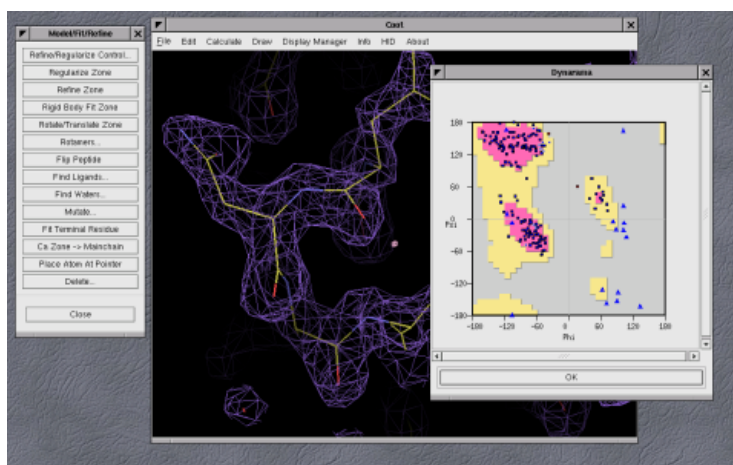 Model/Fit/Refine
Refine/Regularize Control...
Regularize Zone
Refine Zone
Rigid Body Fit Zone
Rotate/Translate Zone
Rotamers...
Flip Peptide
Find Ligands...
Find Waters...
Mutate...
Fit Terminal Residue
Ca Zone -> Mainchain
Place Atom At Pointer
Delete...
Close
Coot
File Edit Calculate Draw Display Manager Info HID About
Dynarama
180
120
60
0
Psi
-60
-120
-180
-180 -120 -60 0 60 120 180
Phi
OK